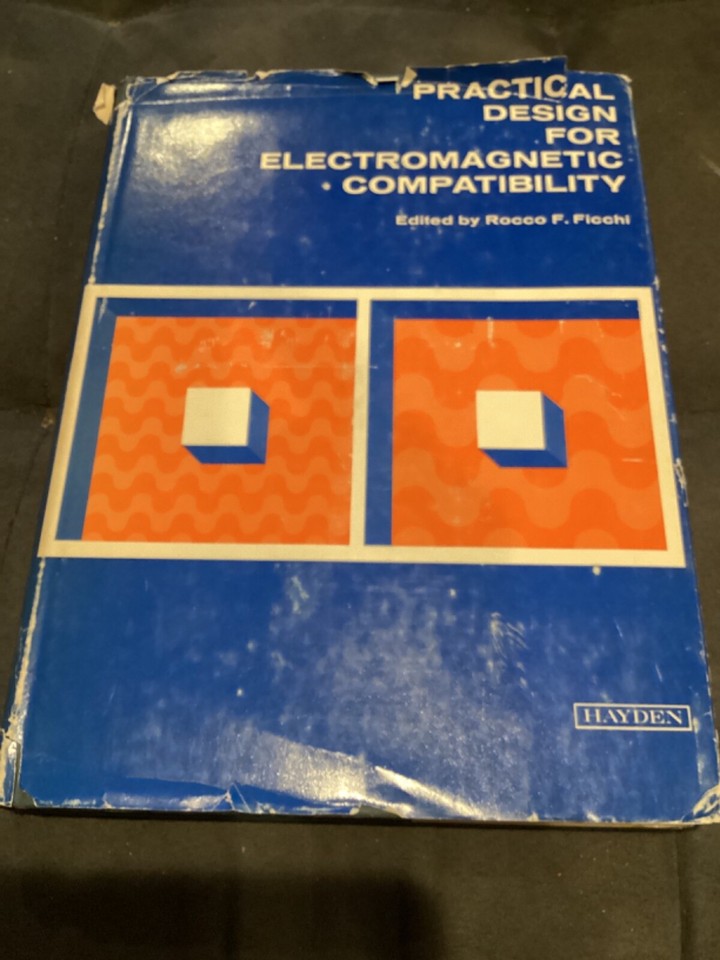 PRACTICAL
DESIGN
FOR
ELECTROMAGNETIC
COMPATIBILITY
Edited by Rocco F. Ficchi
HAYDEN